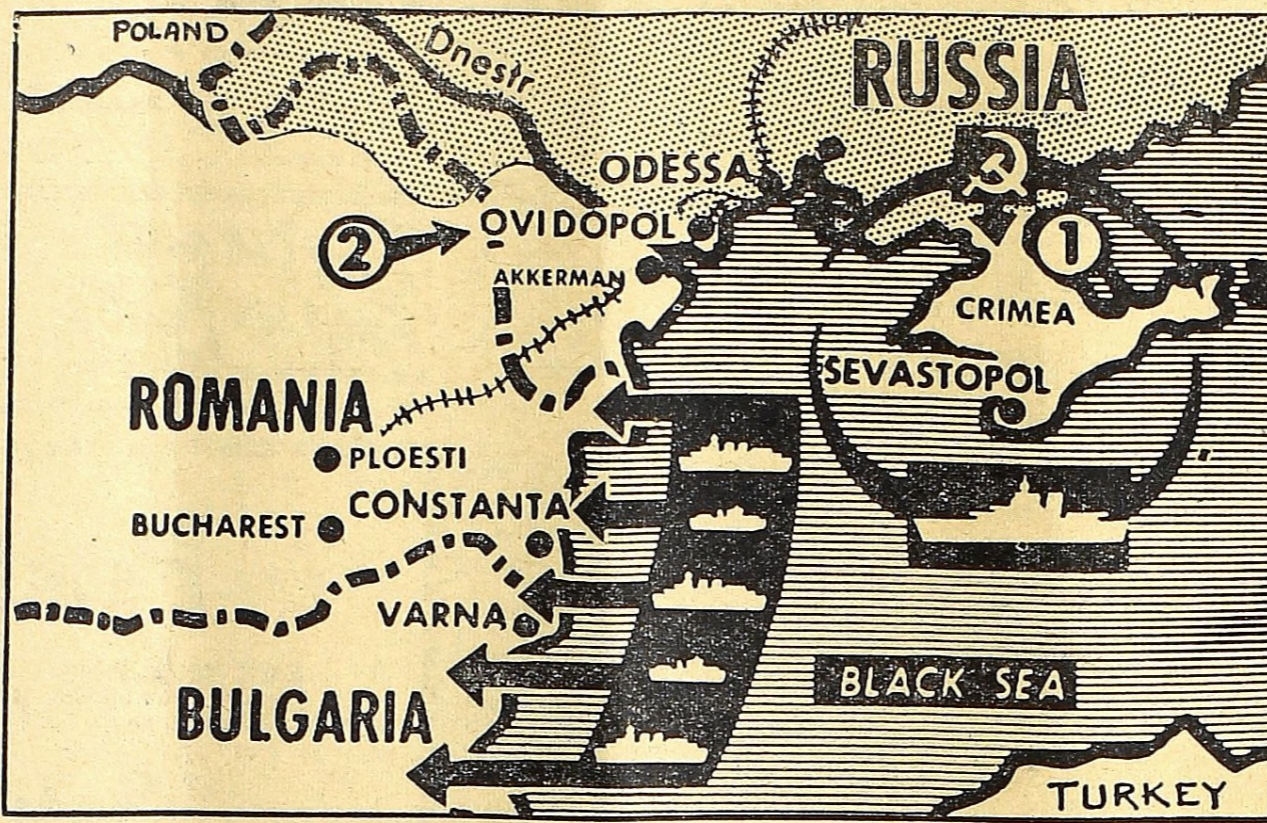 POLAND
Dnestr
RUSSIA
ODESSA
2
OVIDOPOL
1
AKKERMAN
CRIMEA
SEVASTOPOL
ROMANIA
PLOESTI
CONSTANTA
BUCHAREST
VARNA
BLACK SEA
BULGARIA
TURKEY